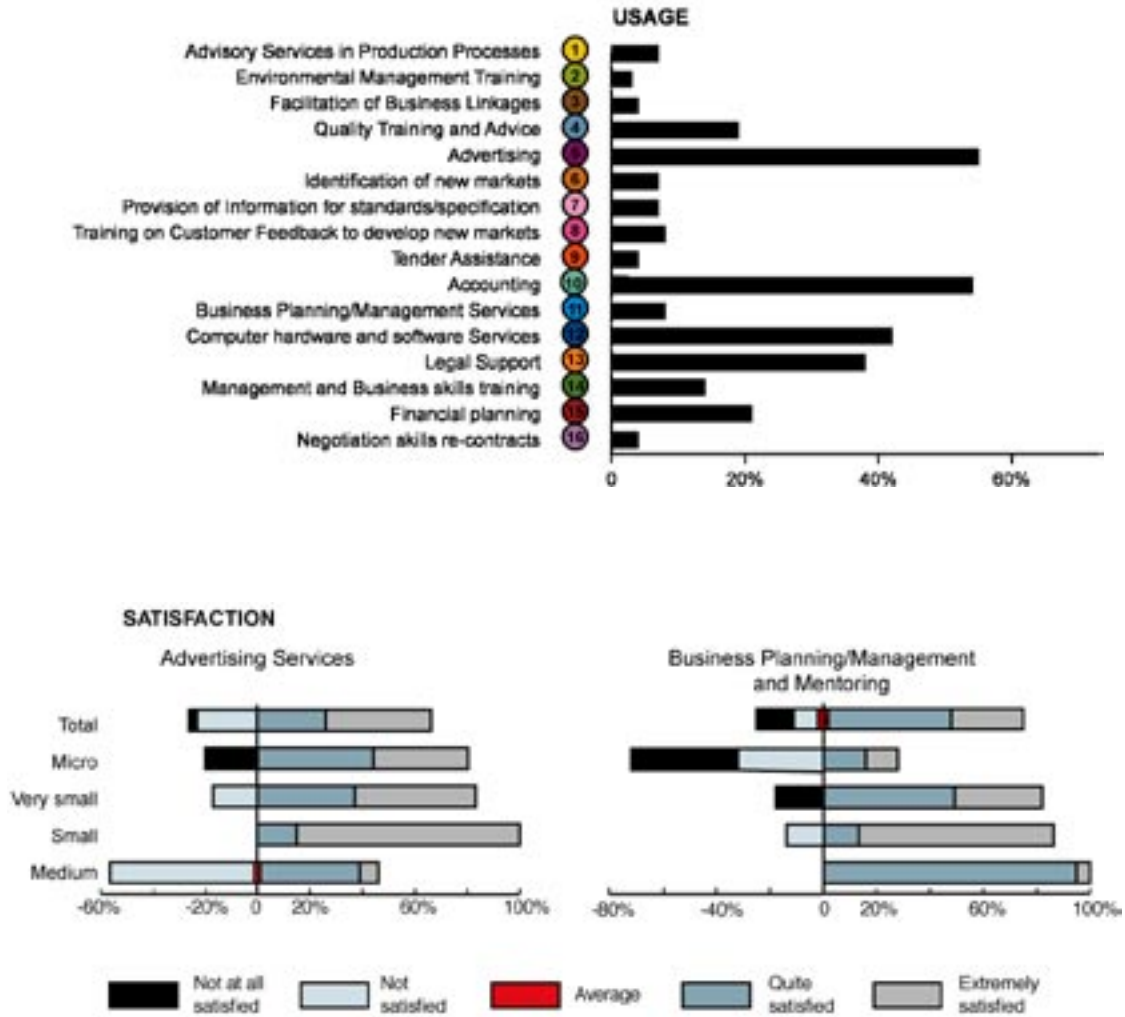 USAGE
Advisory Services in Production Processes 1
Environmental Management Training 2
Facilitation of Business Linkages 3
Quality Training and Advice 4
Advertising 5
Identification of new markets 6
Provision of Information for standards/specification 7
Training on Customer Feedback to develop new markets 8
Tender Assistance 9
Accounting 10
Business Planning/Management Services 11
Computer hardware and software Services 12
Legal Support 13
Management and Business skills training 14
Financial planning 15
Negotiation skills re-contracts 16
0 20% 40% 60%
SATISFACTION
Advertising Services
Business Planning/Management
and Mentoring
Total
Micro
Very small
Small
Medium
-60% -20% 0 20% 60% 100%
-80% -40% 0 20% 60% 100%
Not at all
satisfied
Not
satisfied
Average
Quite
satisfied
Extremely
satisfied